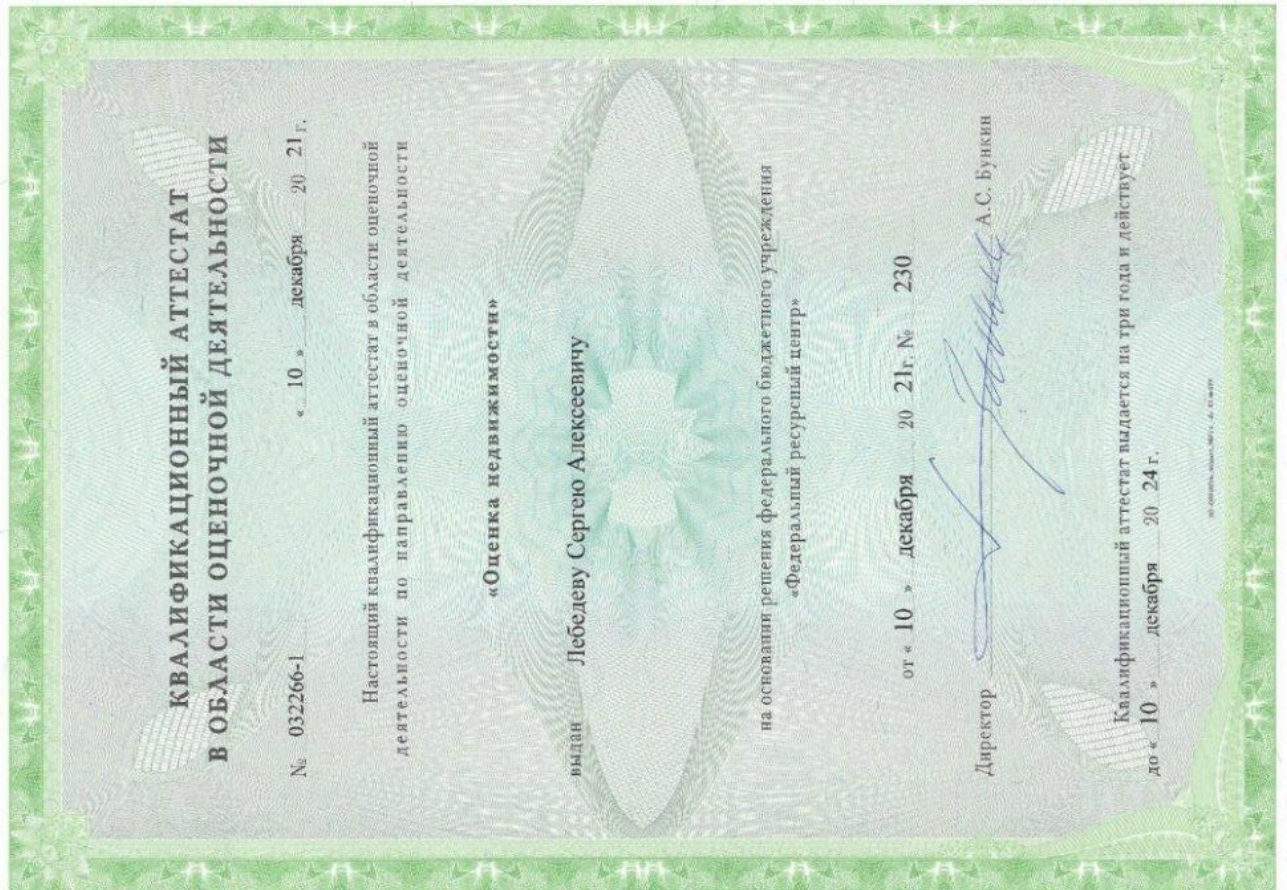 КВАЛИФИКАЦИОННЫЙ АТТЕСТАТ
В ОБЛАСТИ ОЦЕНОЧНОЙ ДЕЯТЕЛЬНОСТИ
№ 032266-1 « 10 » декабря 20 21 г.
Настоящий квалификационный аттестат в области оценочной
деятельности по направлению оценочной деятельности
«Оценка недвижимости»
выдан Лебедеву Сергею Алексеевичу
на основании решения федерального бюджетного учреждения
«Федеральный ресурсный центр»
от « 10 » декабря 20 21г. № 230
Директор А.С. Бункин
Квалификационный аттестат выдается на три года и действует
до « 10 » декабря 20 24 г.